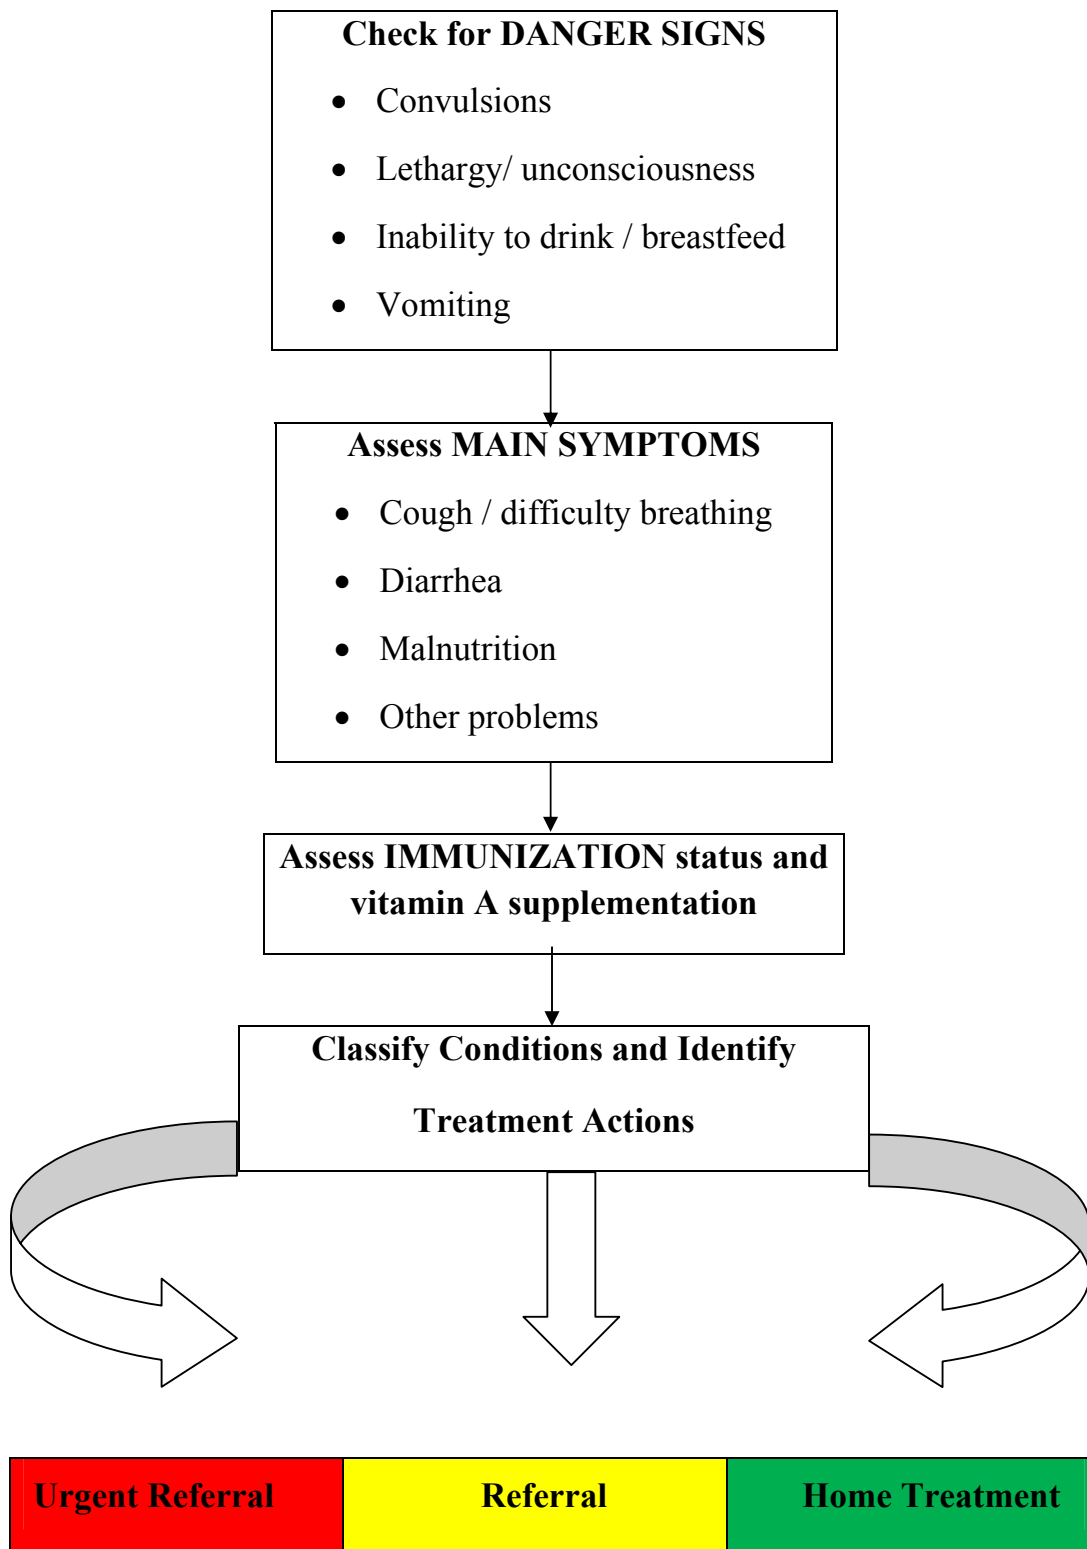 Check for DANGER SIGNS
• Convulsions
• Lethargy/ unconsciousness
• Inability to drink / breastfeed
• Vomiting
Assess MAIN SYMPTOMS
• Cough / difficulty breathing
• Diarrhea
• Malnutrition
• Other problems
Assess IMMUNIZATION status and
vitamin A supplementation
Classify Conditions and Identify
Treatment Actions
Urgent Referral
Referral
Home Treatment